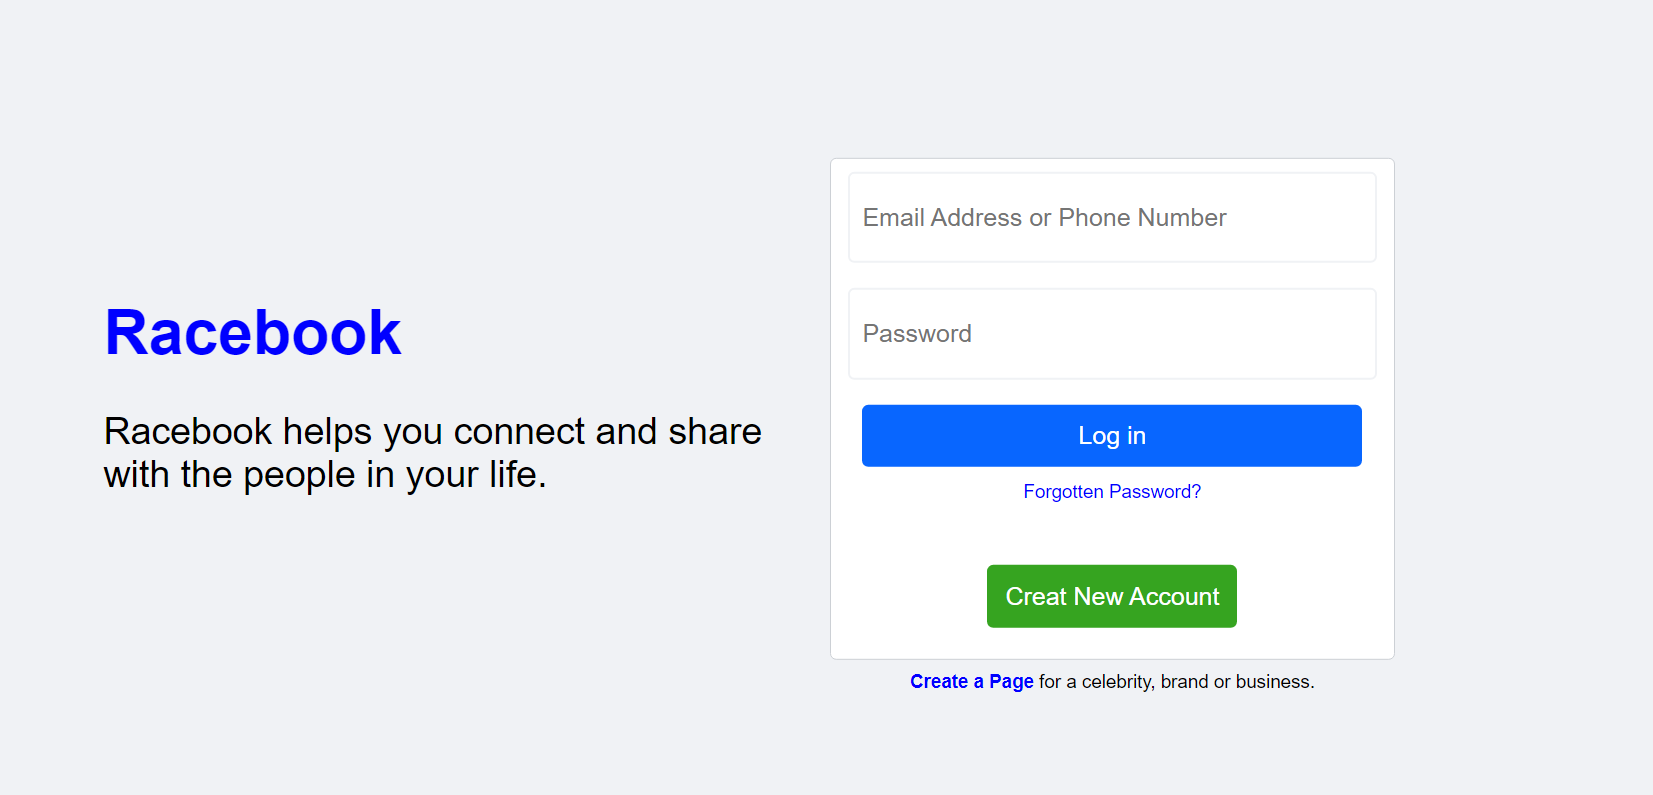 Racebook
Racebook helps you connect and share
with the people in your life.
Email Address or Phone Number
Password
Log in
Forgotten Password?
Creat New Account
Create a Page for a celebrity, brand or business.